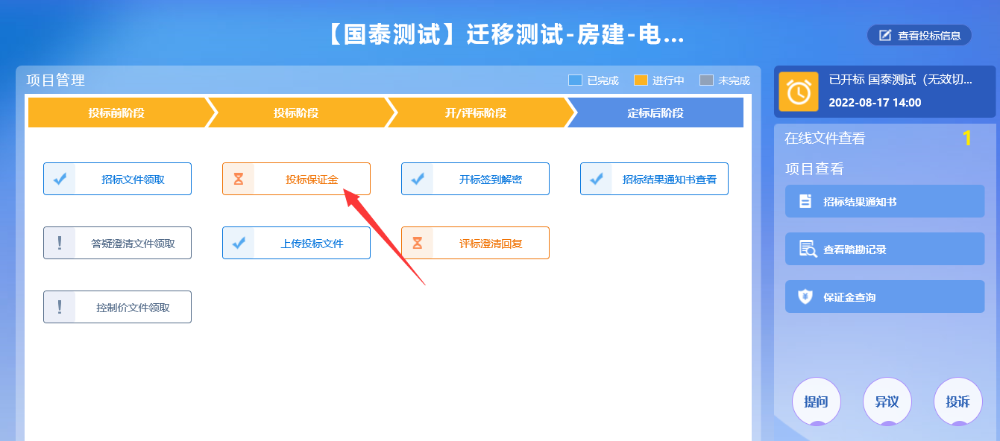 【国泰测试】迁移测试-房建-电...
查看投标信息
项目管理
已完成
进行中
未完成
投标前阶段
投标阶段
开/评标阶段
定标后阶段
招标文件领取
投标保证金
开标签到解密
招标结果通知书查看
答疑澄清文件领取
上传投标文件
评标澄清回复
控制价文件领取
已开标 国泰测试（无效切...
2022-08-17 14:00
在线文件查看
1
项目查看
招标结果通知书
查看踏勘记录
保证金查询
提问
异议
投诉